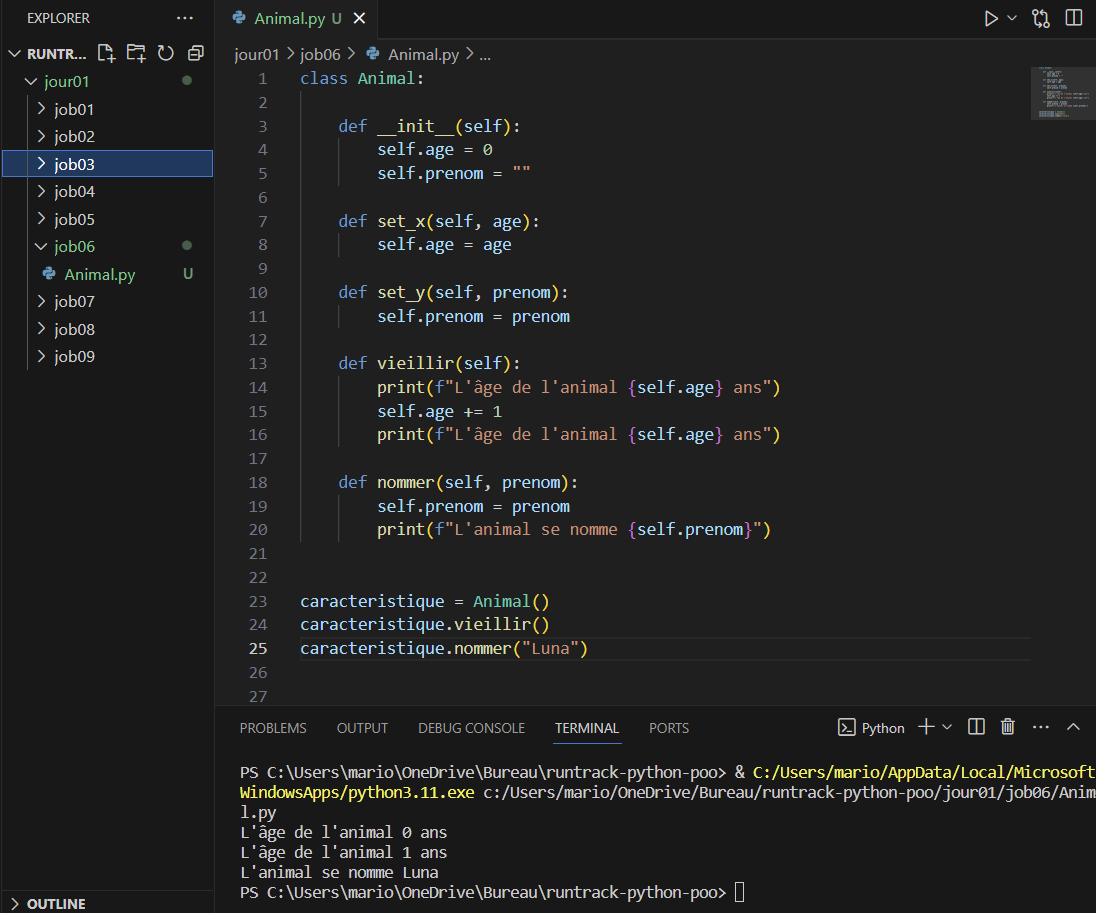 EXPLORER
RUNTR...
jour01
job01
job02
job03
job04
job05
job06
Animal.py U
job07
job08
job09
OUTLINE
Animal.py U
jour01 > job06 > Animal.py > ...
1 class Animal:
2
3 def __init__(self):
4 self.age = 0
5 self.prenom = ""
6
7 def set_x(self, age):
8 self.age = age
9
10 def set_y(self, prenom):
11 self.prenom = prenom
12
13 def vieillir(self):
14 print(f"L'âge de l'animal {self.age} ans")
15 self.age += 1
16 print(f"L'âge de l'animal {self.age} ans")
17
18 def nommer(self, prenom):
19 self.prenom = prenom
20 print(f"L'animal se nomme {self.prenom}")
21
22
23 caracteristique = Animal()
24 caracteristique.vieillir()
25 caracteristique.nommer("Luna")
26
27
PROBLEMS OUTPUT DEBUG CONSOLE TERMINAL PORTS Python
PS C:\Users\mario\OneDrive\Bureau\runtrack-python-poo> & C:/Users/mario/AppData/Local/Microsoft
WindowsApps/python3.11.exe c:/Users/mario/OneDrive/Bureau/runtrack-python-poo/jour01/job06/Anim
l.py
L'âge de l'animal 0 ans
L'âge de l'animal 1 ans
L'animal se nomme Luna
PS C:\Users\mario\OneDrive\Bureau\runtrack-python-poo>